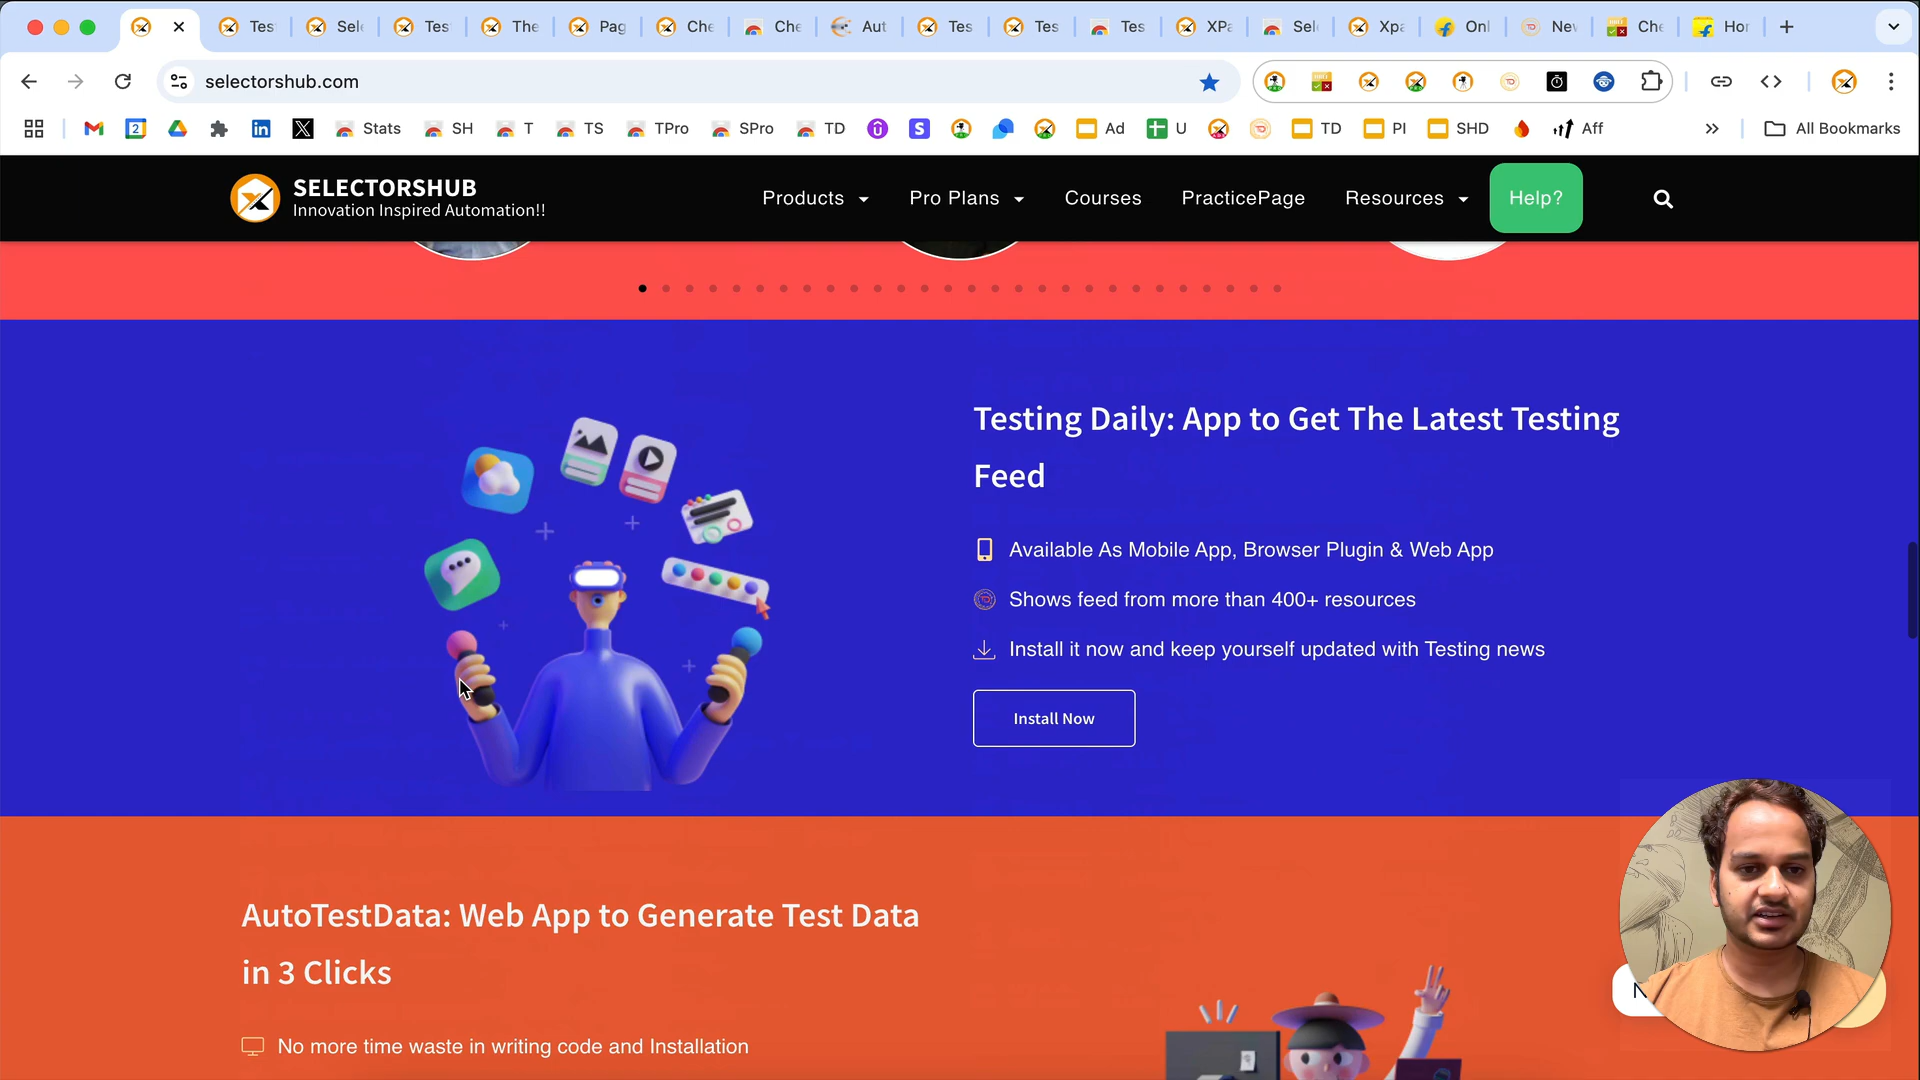 Tes
Sele
Tes
The
Pag
Che
Che
Aut
Tes
Tes
Tes
XPa
Sel
Xpa
Onl
Nev
Che
Hor
selectorshub.com
2
Stats
SH
T
TS
TPro
SPro
TD
Ad
U
TD
PI
SHD
Aff
All Bookmarks
SELECTORSHUB
Innovation Inspired Automation!!
Products
Pro Plans
Courses
PracticePage
Resources
Help?
Testing Daily: App to Get The Latest Testing
Feed
Available As Mobile App, Browser Plugin & Web App
Shows feed from more than 400+ resources
Install it now and keep yourself updated with Testing news
Install Now
AutoTestData: Web App to Generate Test Data
in 3 Clicks
No more time waste in writing code and Installation